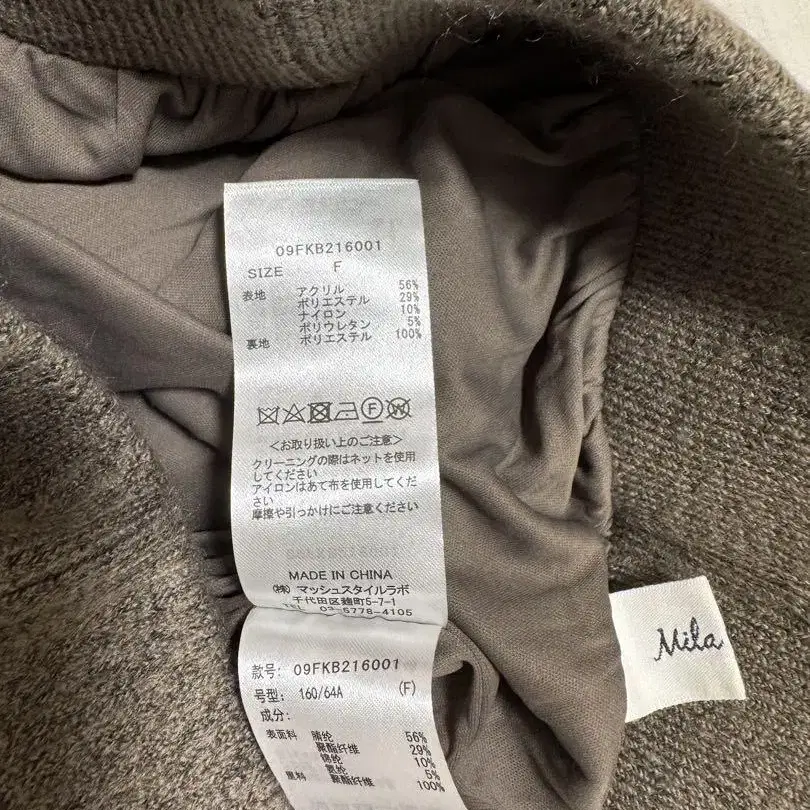 09FKB216001
SIZE F
表地 アクリル 56%
ポリエステル 29%
ナイロン 10%
ポリウレタン 5%
裏地 ポリエステル 100%
F W
<お取り扱い上のご注意>
クリーニングの際はネットを使用
してください
アイロンはあて布を使用してくだ
さい
摩擦や引っかけにご注意ください
MADE IN CHINA
(株) マッシュスタイルラボ
千代田区麹町5-7-1
TEL 03-5778-4105
Mila
款号: 09FKB216001
号型: 160/64A (F)
成分:
表面料 腈纶 56%
聚酯纤维 29%
锦纶 10%
氨纶 5%
里料 聚酯纤维 100%